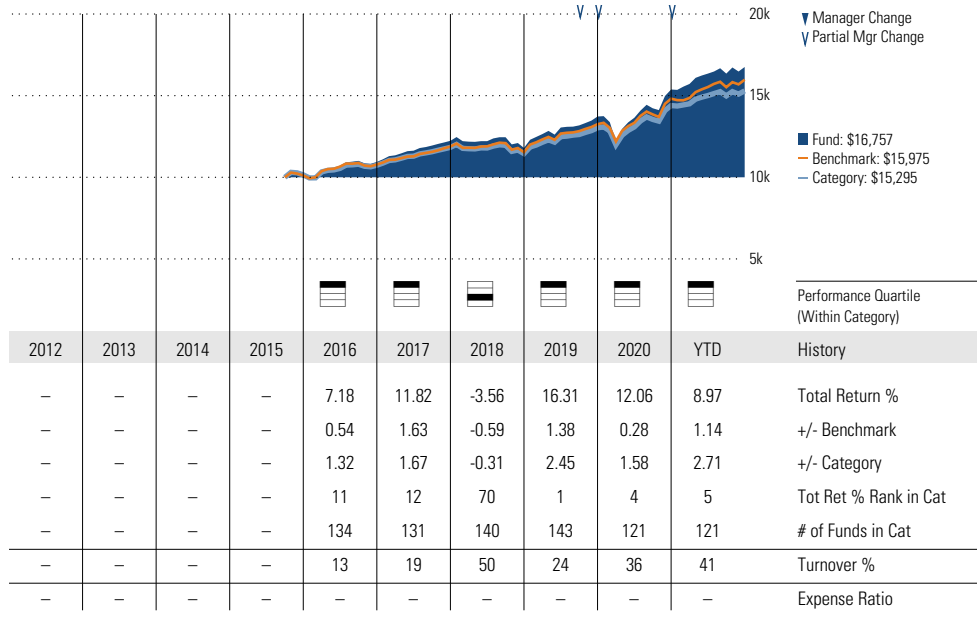 20k
Manager Change
Partial Mgr Change
15k
Fund: $16,757
Benchmark: $15,975
Category: $15,295
10k
5k
Performance Quartile
(Within Category)
2012 2013 2014 2015 2016 2017 2018 2019 2020 YTD History
– – – – 7.18 11.82 -3.56 16.31 12.06 8.97 Total Return %
– – – – 0.54 1.63 -0.59 1.38 0.28 1.14 +/- Benchmark
– – – – 1.32 1.67 -0.31 2.45 1.58 2.71 +/- Category
– – – – 11 12 70 1 4 5 Tot Ret % Rank in Cat
– – – – 134 131 140 143 121 121 # of Funds in Cat
– – – – 13 19 50 24 36 41 Turnover %
– – – – – – – – – – Expense Ratio